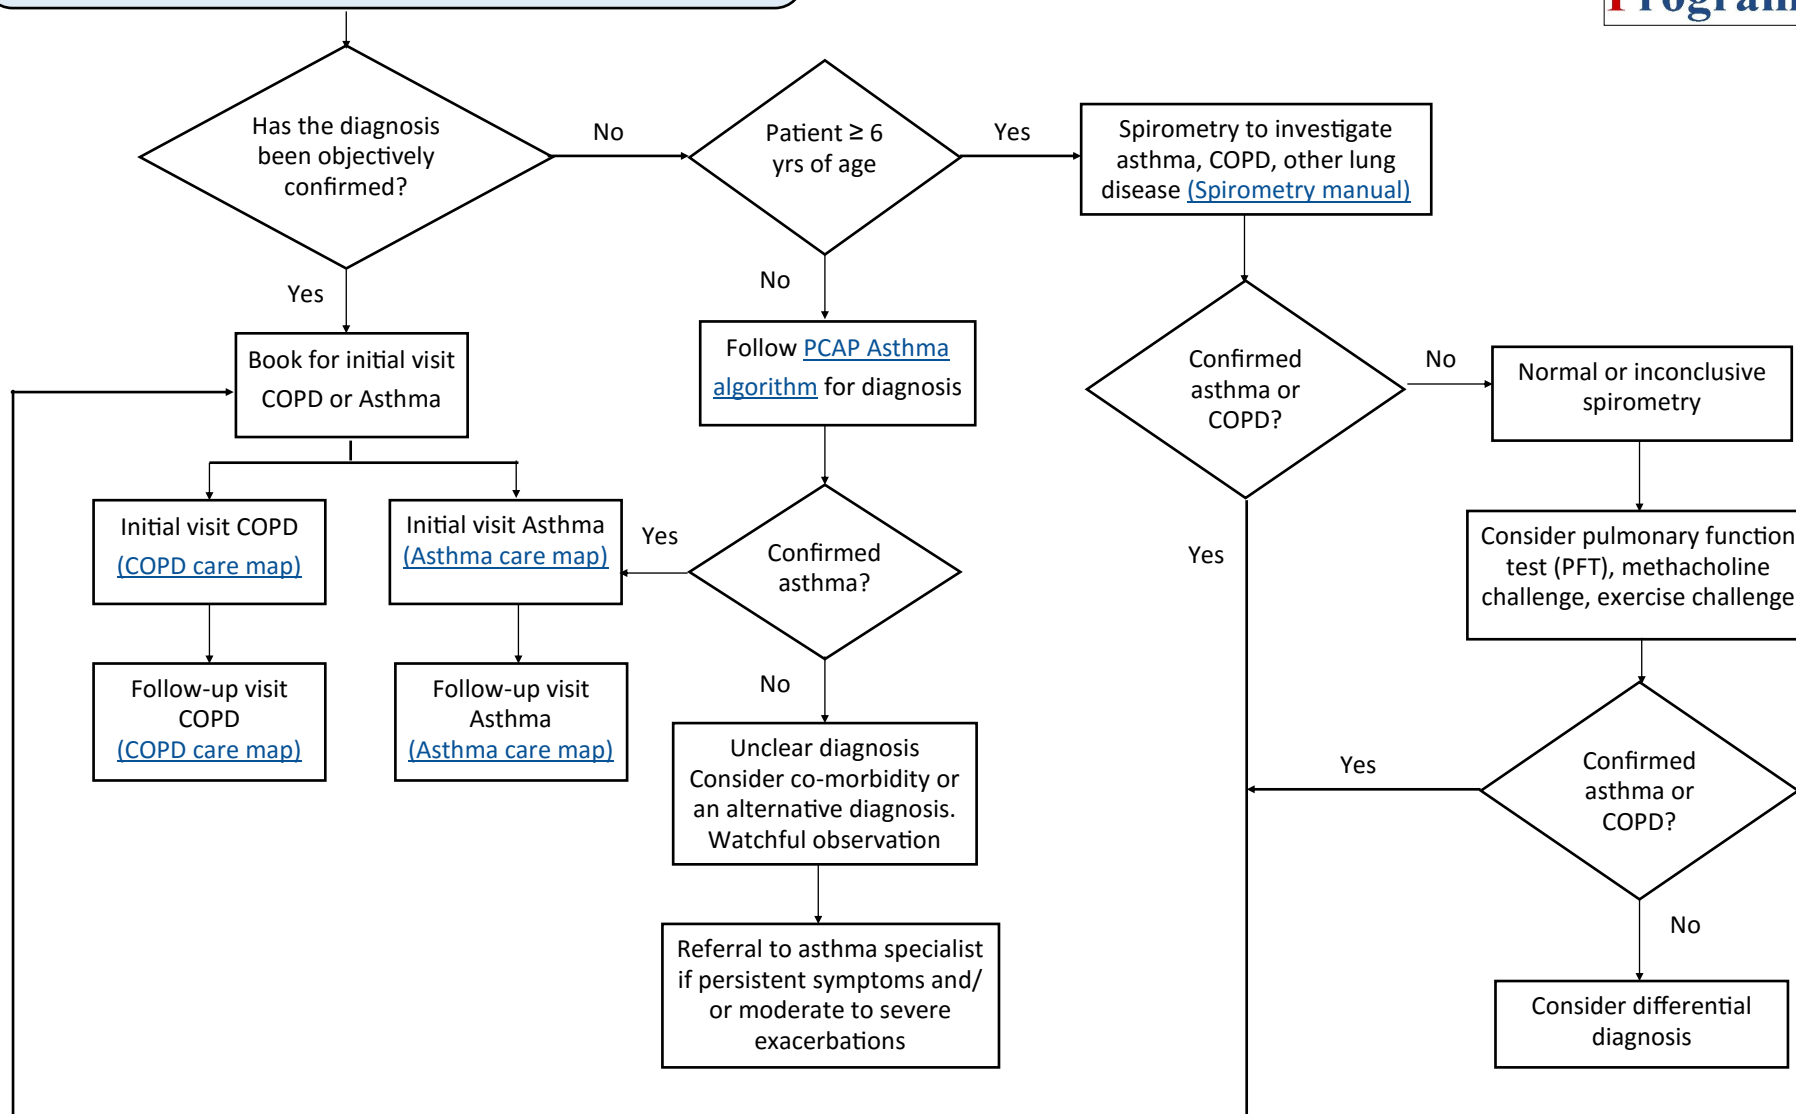 Program
Has the diagnosis
been objectively
confirmed?
No
Patient ≥ 6
yrs of age
Yes
Spirometry to investigate
asthma, COPD, other lung
disease (Spirometry manual)
Yes
No
Book for initial visit
COPD or Asthma
Follow PCAP Asthma
algorithm for diagnosis
Confirmed
asthma or
COPD?
No
Normal or inconclusive
spirometry
Initial visit COPD
(COPD care map)
Initial visit Asthma
(Asthma care map)
Yes
Confirmed
asthma?
Yes
Consider pulmonary function
test (PFT), methacholine
challenge, exercise challenge
Follow-up visit
COPD
(COPD care map)
Follow-up visit
Asthma
(Asthma care map)
No
Unclear diagnosis
Consider co-morbidity or
an alternative diagnosis.
Watchful observation
Yes
Confirmed
asthma or
COPD?
Referral to asthma specialist
if persistent symptoms and/
or moderate to severe
exacerbations
No
Consider differential
diagnosis